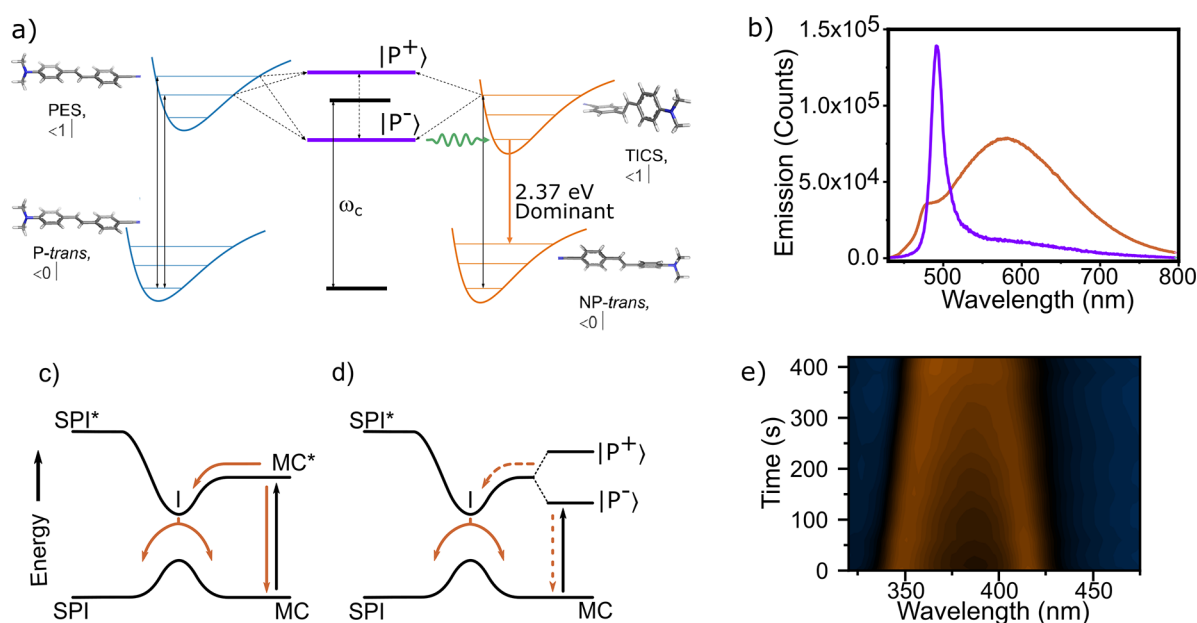 a)
PES,
<1|
P-trans,
<0|
|P⁺⟩
|P⁻⟩
ω_c
2.37 eV
Dominant
TICS,
<1|
NP-trans,
<0|
b)
Emission (Counts)
1.5x10⁵
1.0x10⁵
5.0x10⁴
0.0
500 600 700 800
Wavelength (nm)
c)
Energy
SPI*
MC*
I
SPI
MC
d)
SPI*
|P⁺⟩
|P⁻⟩
I
SPI
MC
e)
Time (s)
400
300
200
100
0
350 400 450
Wavelength (nm)